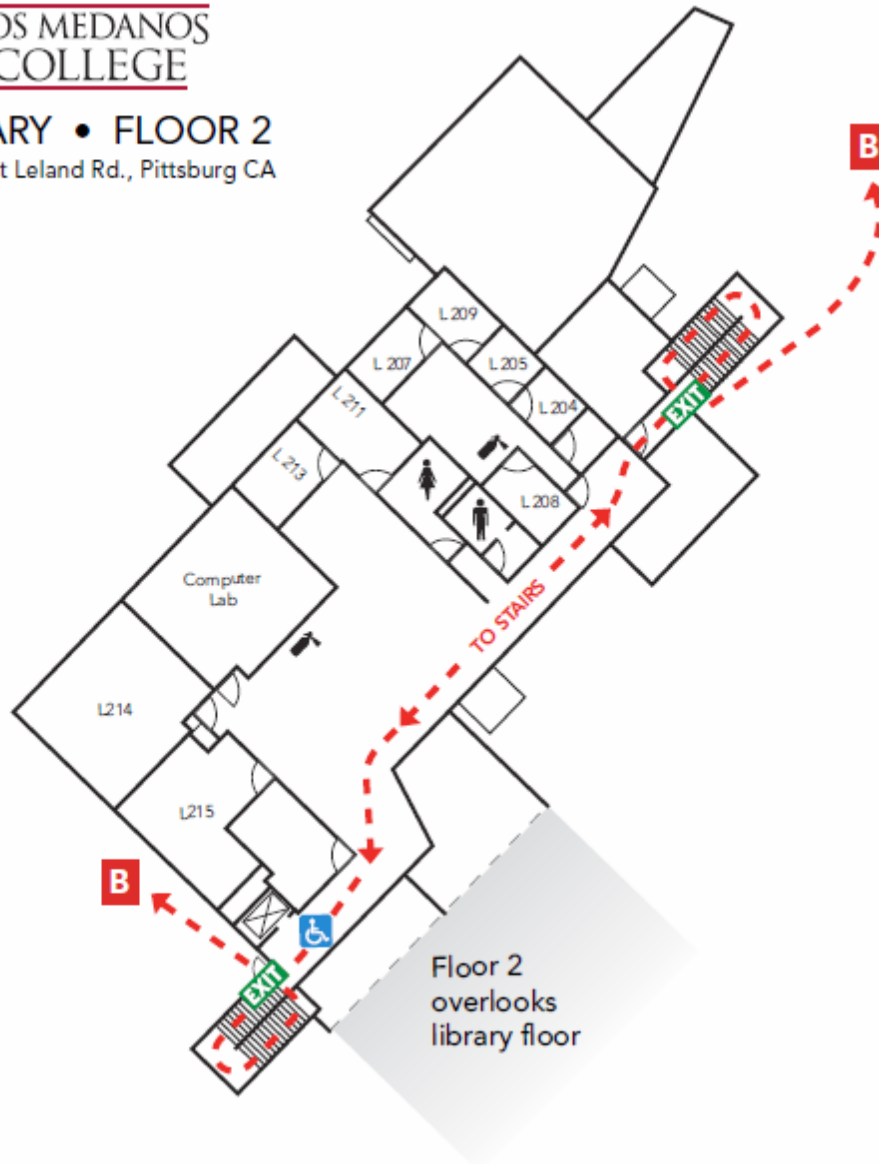 OS MEDANOS
COLLEGE
ARY • FLOOR 2
t Leland Rd., Pittsburg CA
B
L 209
L 207
L 205
L 211
L 204
EXIT
L 213
L 208
Computer
Lab
TO STAIRS
L214
L215
B
EXIT
Floor 2
overlooks
library floor